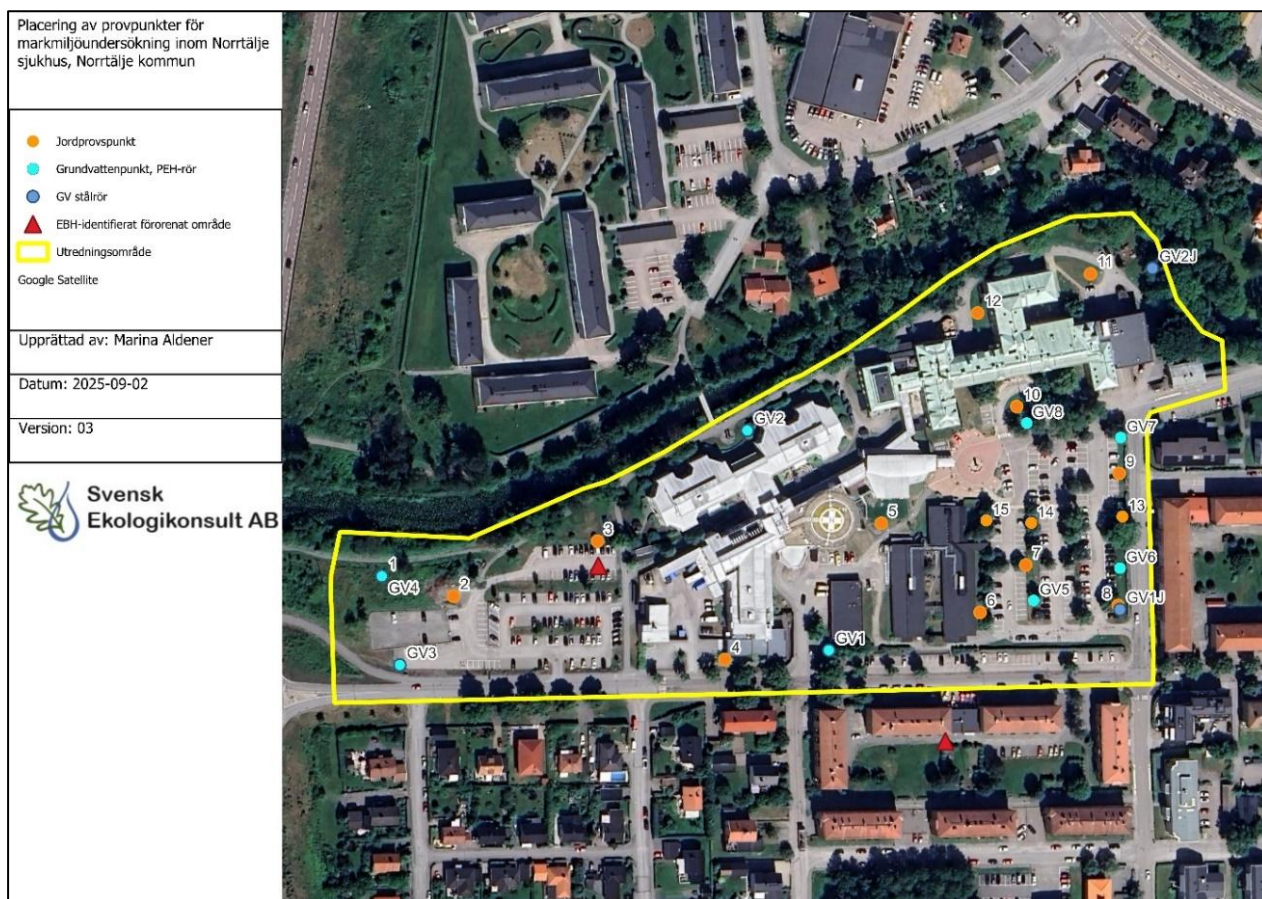 Placering av provpunkter för
markmiljöundersökning inom Norrtälje
sjukhus, Norrtälje kommun
Jordprovspunkt
Grundvattenpunkt, PEH-rör
GV stålrör
EBH-identifierat förorenat område
Utredningsområde
Google Satellite
Upprättad av: Marina Aldener
Datum: 2025-09-02
Version: 03
Svensk
Ekologikonsult AB
11
GV2J
12
10
GV8
GV2
GV7
9
13
5
15
14
3
7
GV6
1
GV4
2
GV5
8
GV1J
6
GV1
4
GV3